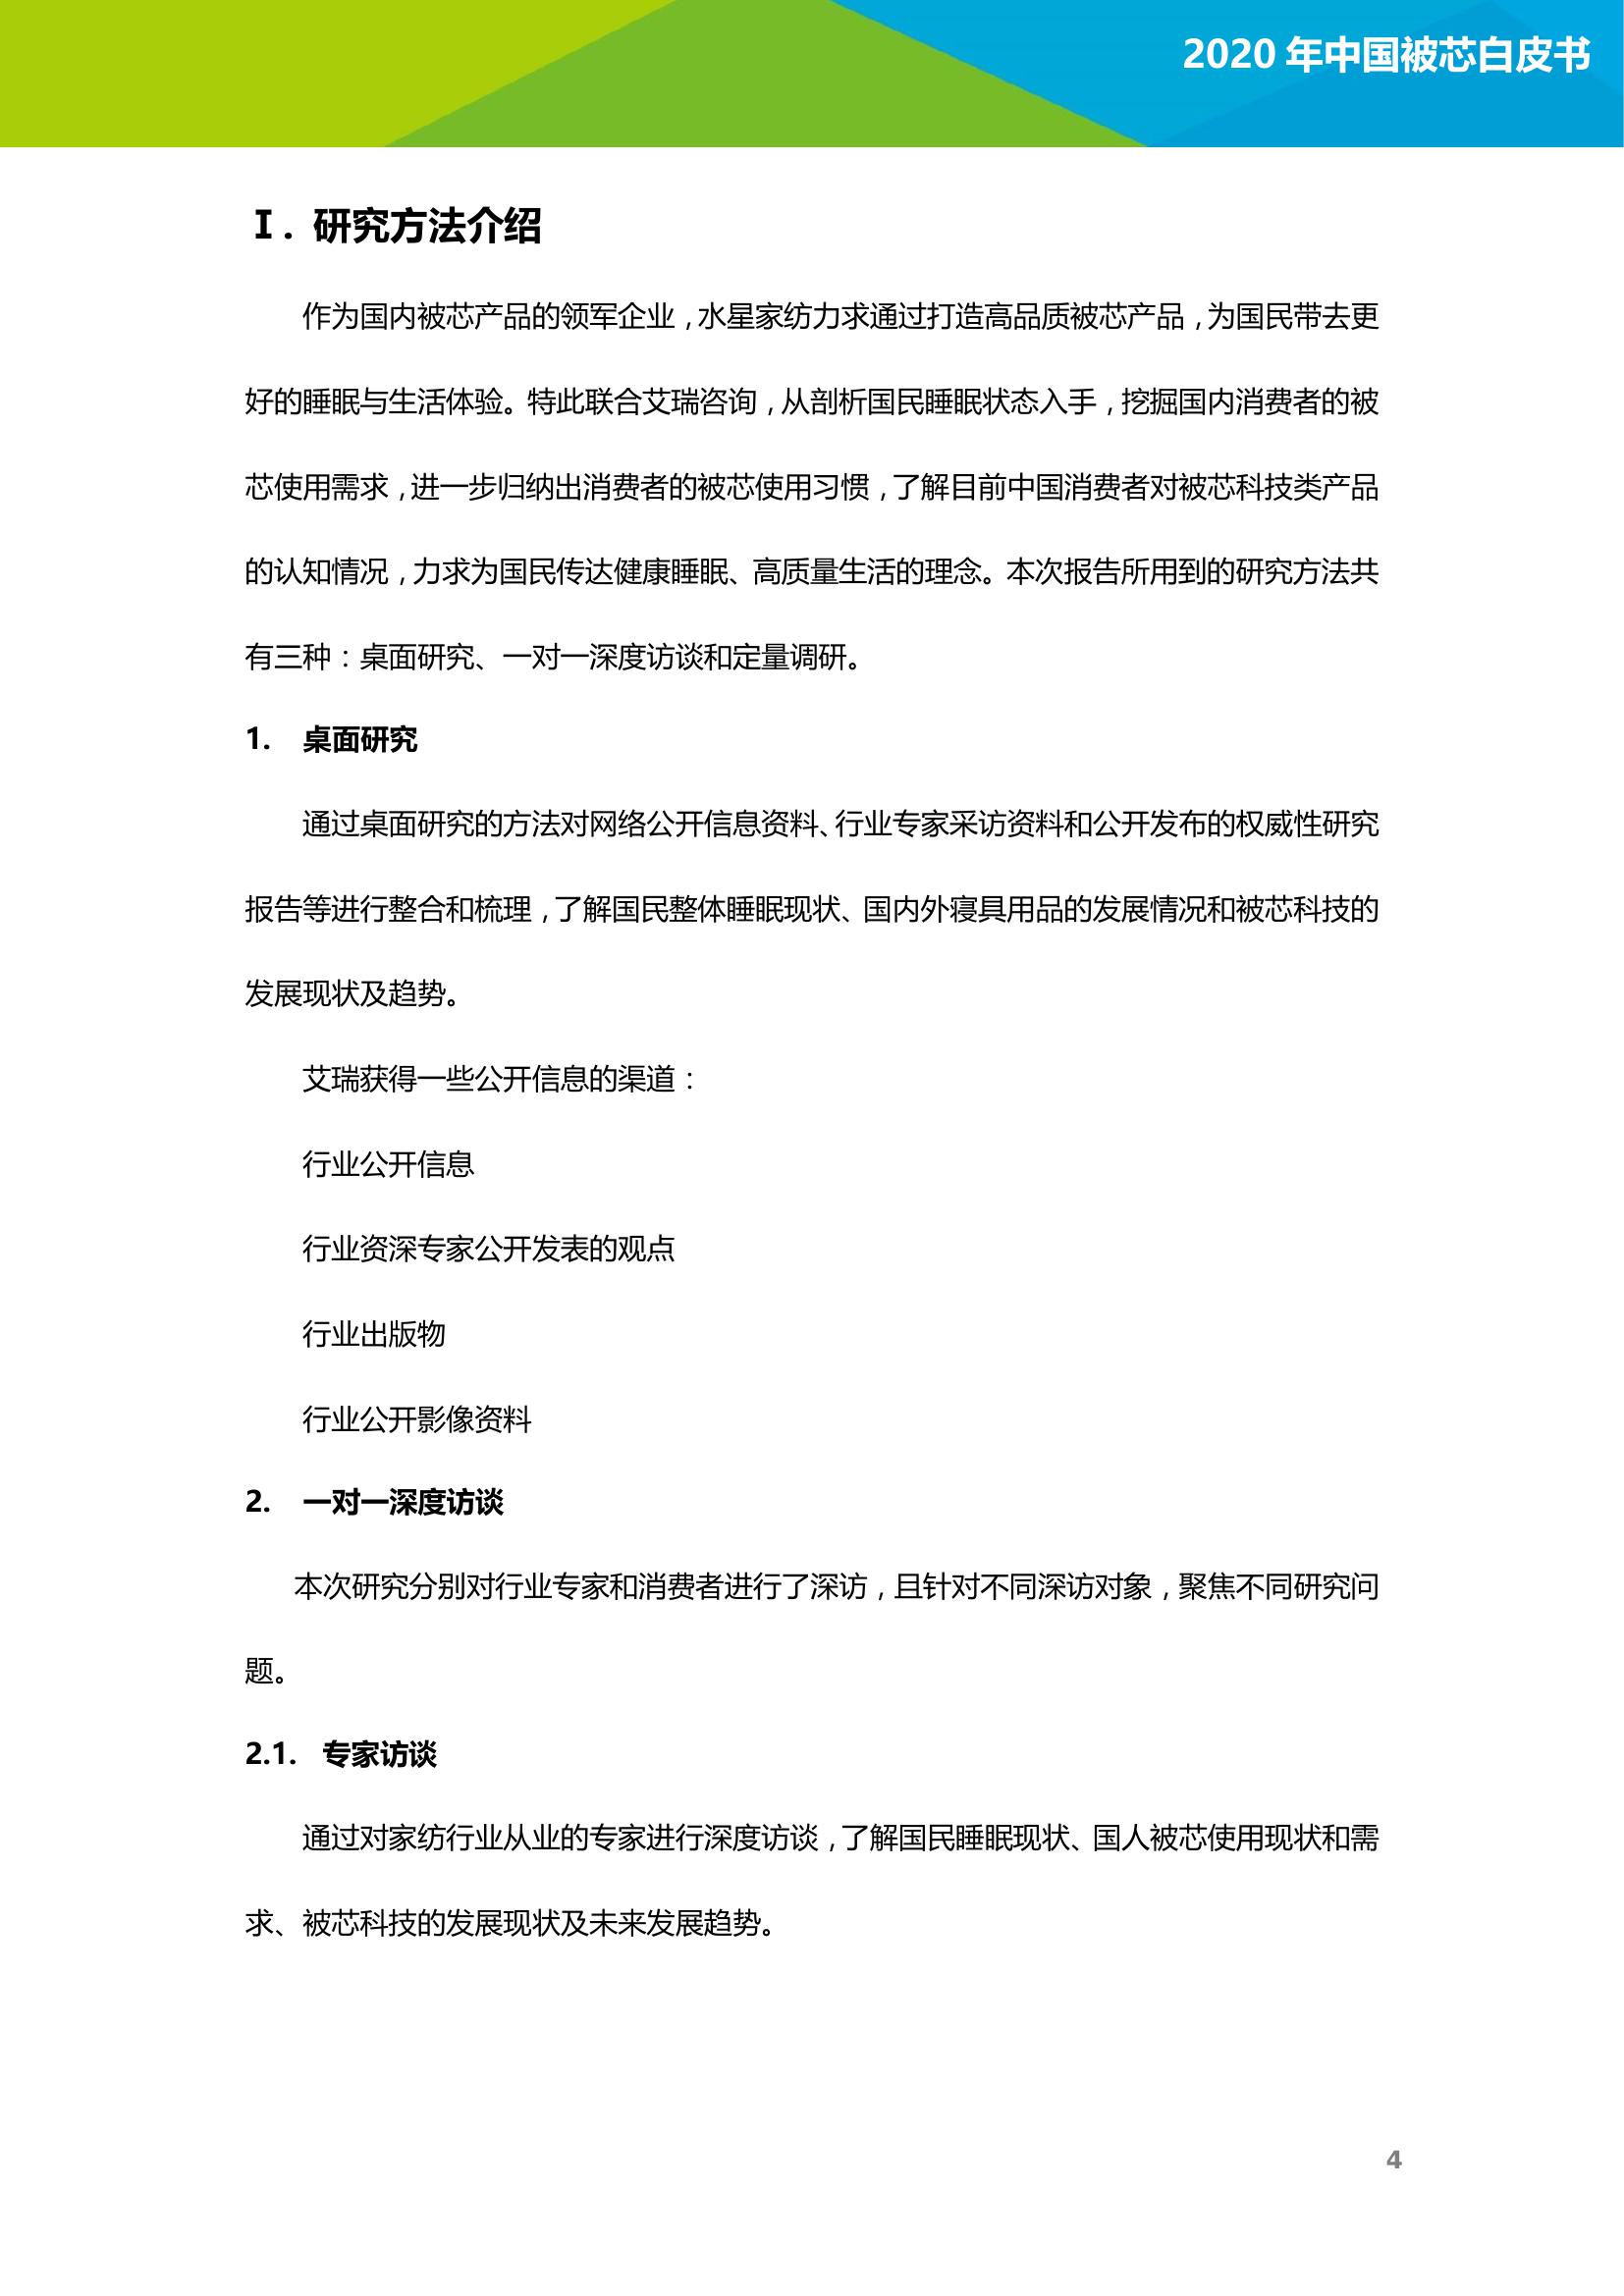 2020 年中国被芯白皮书
Ⅰ. 研究方法介绍
作为国内被芯产品的领军企业，水星家纺力求通过打造高品质被芯产品，为国民带去更
好的睡眠与生活体验。特此联合艾瑞咨询，从剖析国民睡眠状态入手，挖掘国内消费者的被
芯使用需求，进一步归纳出消费者的被芯使用习惯，了解目前中国消费者对被芯科技类产品
的认知情况，力求为国民传达健康睡眠、高质量生活的理念。本次报告所用到的研究方法共
有三种：桌面研究、一对一深度访谈和定量调研。
1. 桌面研究
通过桌面研究的方法对网络公开信息资料、行业专家采访资料和公开发布的权威性研究
报告等进行整合和梳理，了解国民整体睡眠现状、国内外寝具用品的发展情况和被芯科技的
发展现状及趋势。
艾瑞获得一些公开信息的渠道：
行业公开信息
行业资深专家公开发表的观点
行业出版物
行业公开影像资料
2. 一对一深度访谈
本次研究分别对行业专家和消费者进行了深访，且针对不同深访对象，聚焦不同研究问
题。
2.1. 专家访谈
通过对家纺行业从业的专家进行深度访谈，了解国民睡眠现状、国人被芯使用现状和需
求、被芯科技的发展现状及未来发展趋势。
4